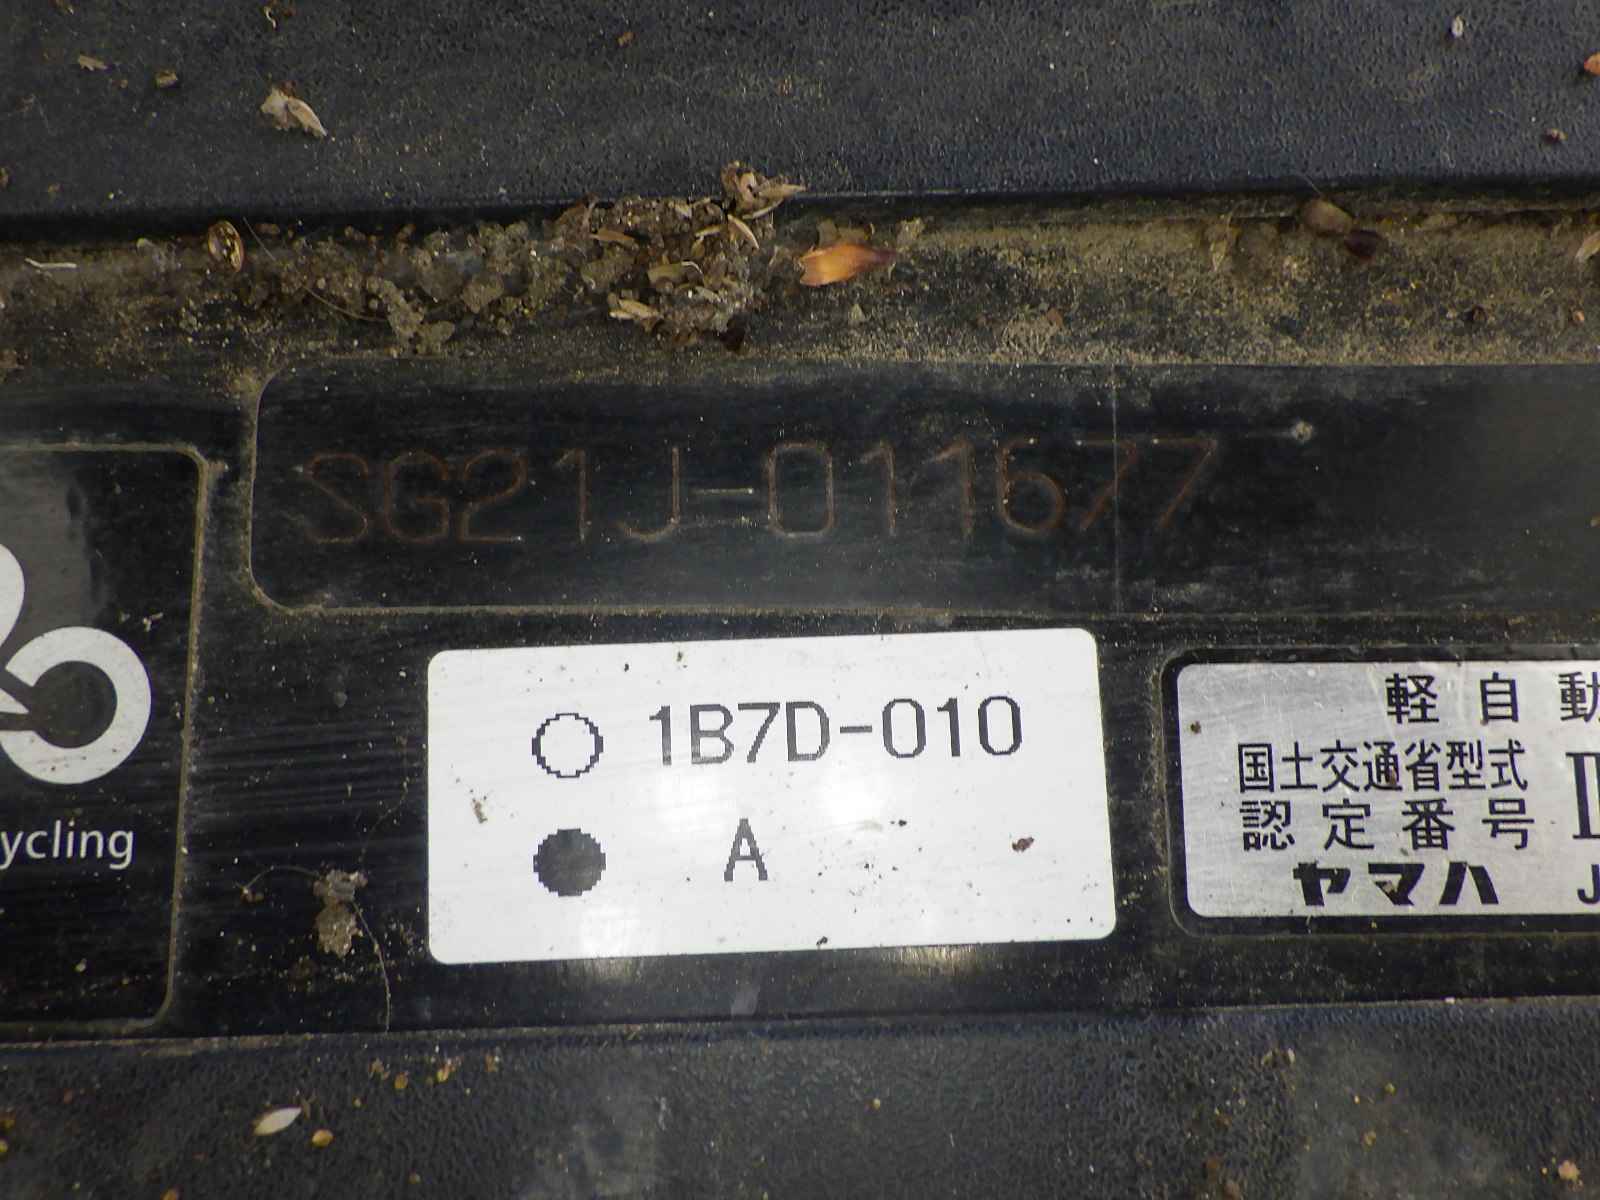 SG21J-011677
ycling
1B7D-010
A
軽自動
国土交通省型式
認定番号
ヤマハ J